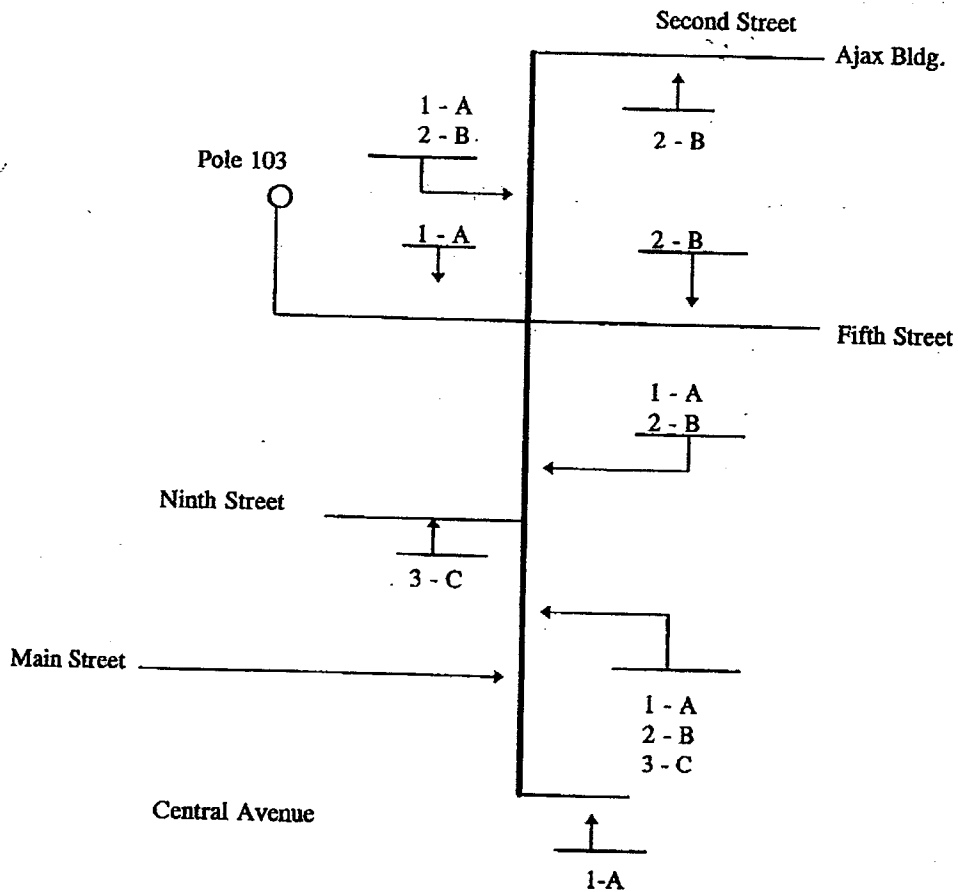 Second Street
Ajax Bldg.
1 - A
2 - B
2 - B
Pole 103
1 - A
2 - B
Fifth Street
1 - A
2 - B
Ninth Street
3 - C
Main Street
1 - A
2 - B
3 - C
Central Avenue
1-A